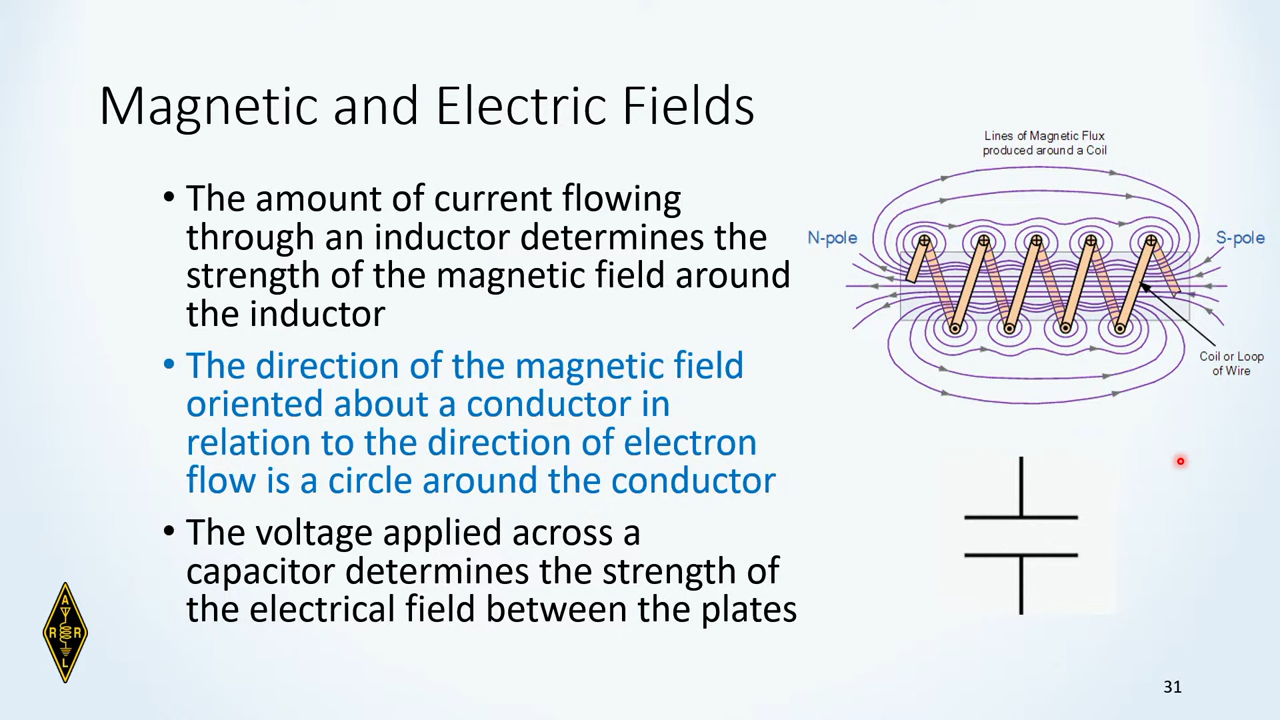 Magnetic and Electric Fields
• The amount of current flowing
through an inductor determines the
strength of the magnetic field around
the inductor
• The direction of the magnetic field
oriented about a conductor in
relation to the direction of electron
flow is a circle around the conductor
• The voltage applied across a
capacitor determines the strength of
the electrical field between the plates
Lines of Magnetic Flux
produced around a Coil
N-pole
S-pole
Coil or Loop
of Wire
A
R R
L
31